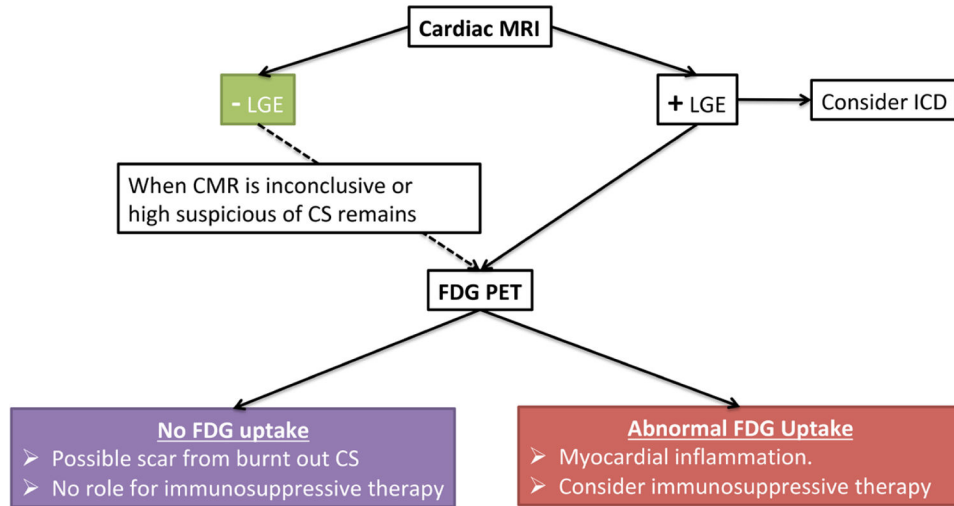 Cardiac MRI
- LGE
+ LGE
Consider ICD
When CMR is inconclusive or
high suspicious of CS remains
FDG PET
No FDG uptake
➢ Possible scar from burnt out CS
➢ No role for immunosuppressive therapy
Abnormal FDG Uptake
➢ Myocardial inflammation.
➢ Consider immunosuppressive therapy